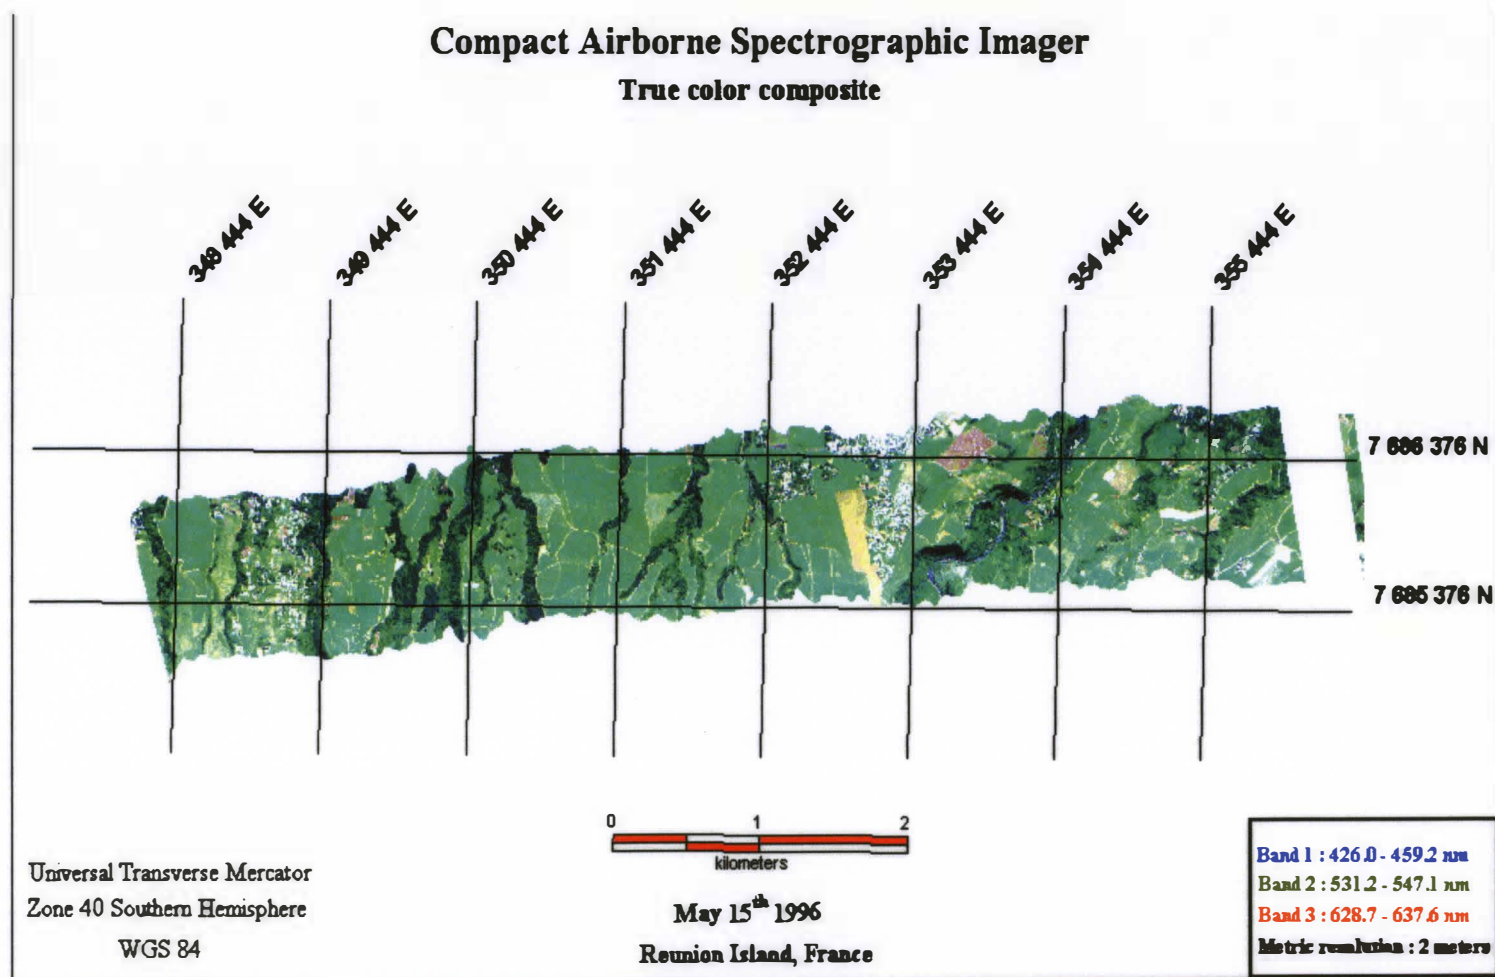 Compact Airborne Spectrographic Imager
True color composite
348 444 E
349 444 E
350 444 E
351 444 E
352 444 E
353 444 E
354 444 E
355 444 E
7 686 376 N
7 685 376 N
0 1 2
kilometers
Universal Transverse Mercator
Zone 40 Southern Hemisphere
WGS 84
May 15th 1996
Reunion Island, France
Band 1 : 426.0 - 459.2 nm
Band 2 : 531.2 - 547.1 nm
Band 3 : 628.7 - 637.6 nm
Metric resolution : 2 meters